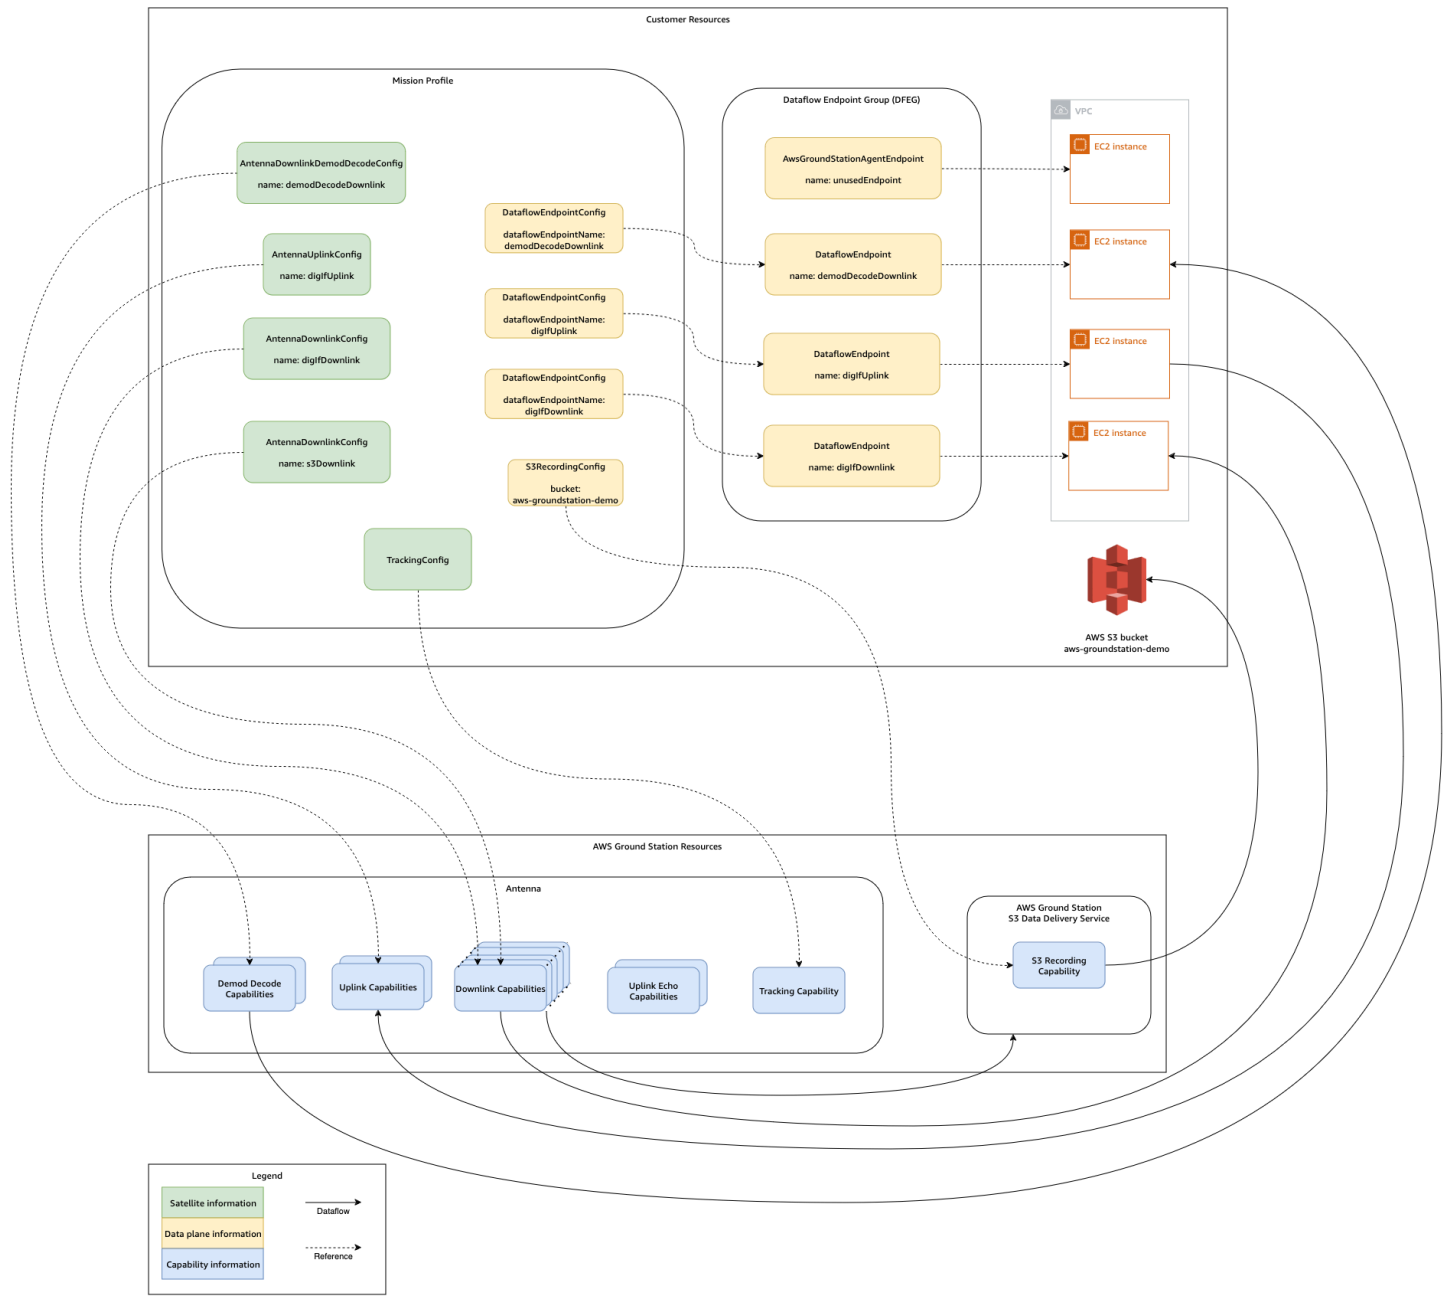 Customer Resources
Mission Profile
AntennaDownlinkDemodDecodeConfig
name: demodDecodeDownlink
AntennaUplinkConfig
name: digIfUplink
AntennaDownlinkConfig
name: digIfDownlink
AntennaDownlinkConfig
name: s3Downlink
TrackingConfig
DataflowEndpointConfig
dataflowEndpointName:
demodDecodeDownlink
DataflowEndpointConfig
dataflowEndpointName:
digIfUplink
DataflowEndpointConfig
dataflowEndpointName:
digIfDownlink
S3RecordingConfig
bucket:
aws-groundstation-demo
Dataflow Endpoint Group (DFEG)
AwsGroundStationAgentEndpoint
name: unusedEndpoint
DataflowEndpoint
name: demodDecodeDownlink
DataflowEndpoint
name: digIfUplink
DataflowEndpoint
name: digIfDownlink
VPC
EC2 instance
EC2 instance
EC2 instance
EC2 instance
AWS S3 bucket
aws-groundstation-demo
AWS Ground Station Resources
Antenna
Demod Decode
Capabilities
Uplink Capabilities
Downlink Capabilities
Uplink Echo
Capabilities
Tracking Capability
AWS Ground Station
S3 Data Delivery Service
S3 Recording
Capability
Legend
Satellite information
Data plane information
Capability information
Dataflow
Reference